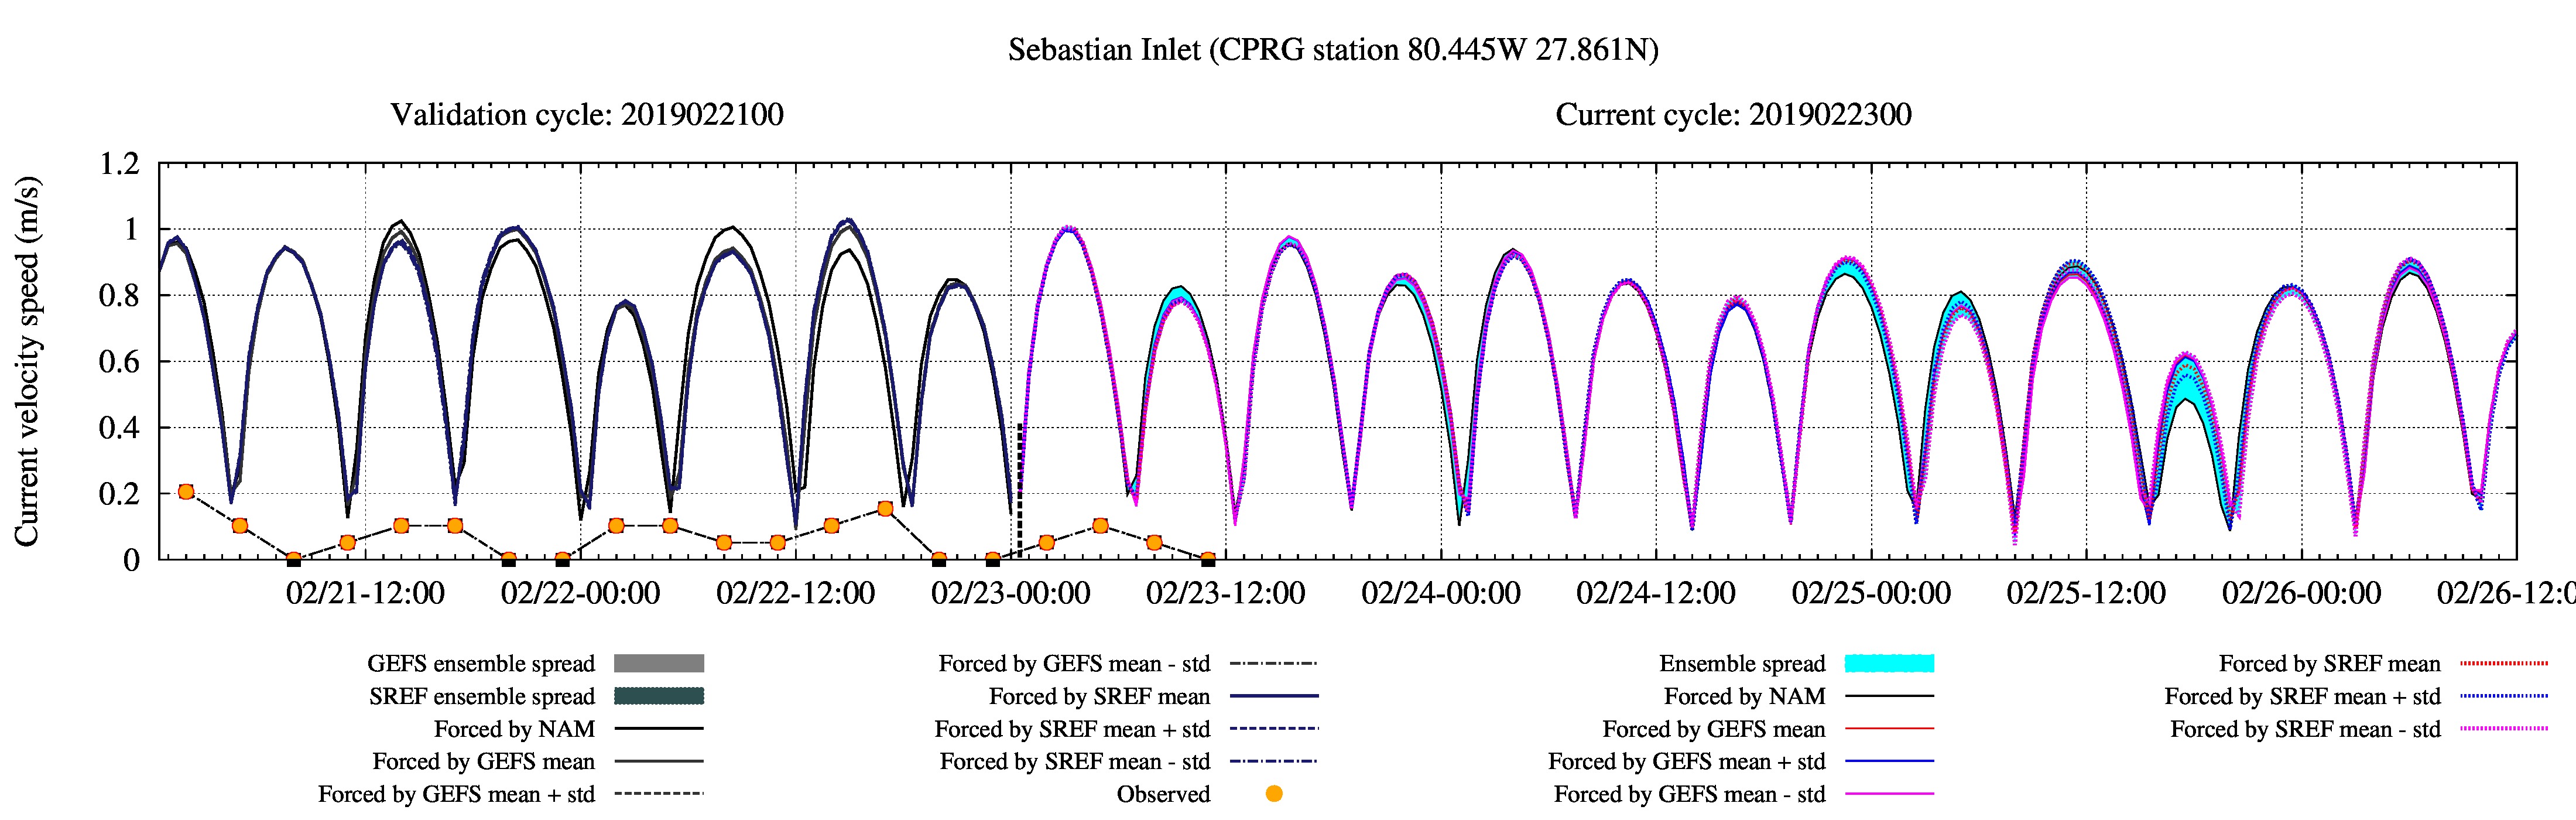 Sebastian Inlet (CPRG station 80.445W 27.861N)
Validation cycle: 2019022100
Current cycle: 2019022300
Current velocity speed (m/s)
1.2
1
0.8
0.6
0.4
0.2
0
02/21-12:00
02/22-00:00
02/22-12:00
02/23-00:00
02/23-12:00
02/24-00:00
02/24-12:00
02/25-00:00
02/25-12:00
02/26-00:00
02/26-12:0
GEFS ensemble spread
SREF ensemble spread
Forced by NAM
Forced by GEFS mean
Forced by GEFS mean + std
Forced by GEFS mean - std
Forced by SREF mean
Forced by SREF mean + std
Forced by SREF mean - std
Observed
Ensemble spread
Forced by NAM
Forced by GEFS mean
Forced by GEFS mean + std
Forced by GEFS mean - std
Forced by SREF mean
Forced by SREF mean + std
Forced by SREF mean - std